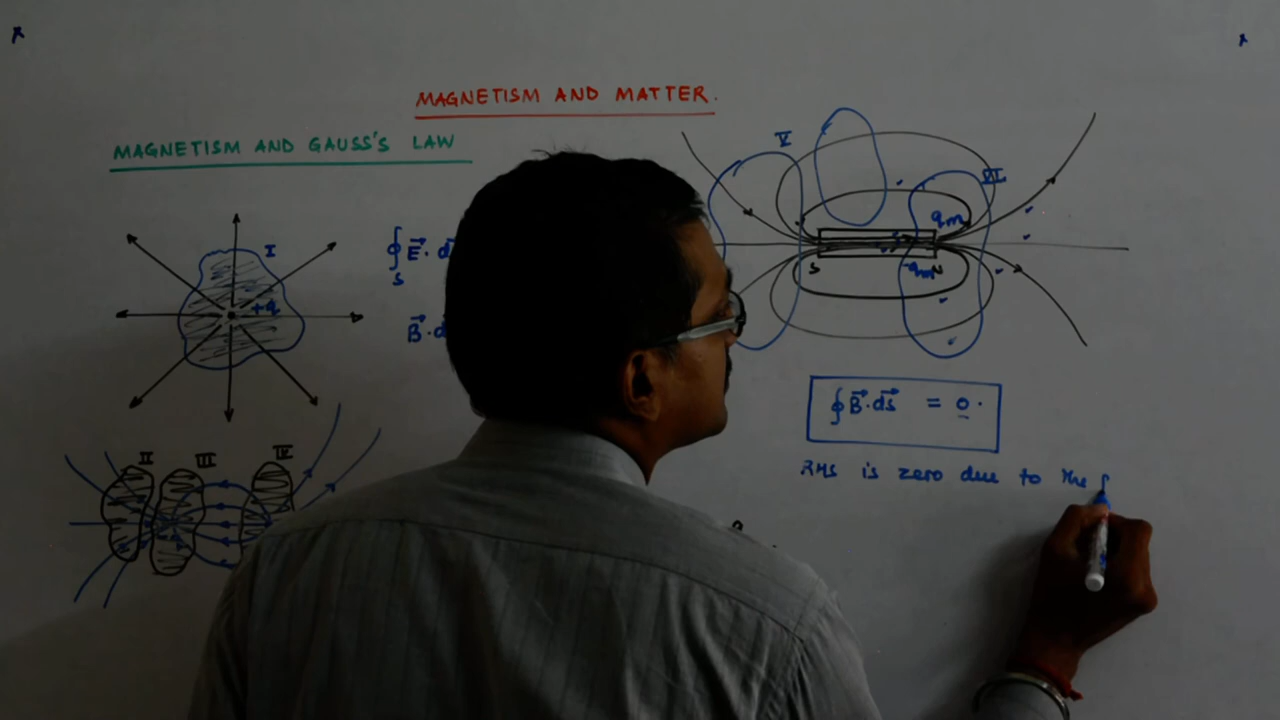 MAGNETISM AND MATTER.
MAGNETISM AND GAUSS'S LAW
I
+q
∮ E⃗ · d
S
B⃗ · d
II
III
IV
V
VI
qm
S
-qm N
∮ B⃗ · ds⃗ = 0 ·
RHS is zero due to the